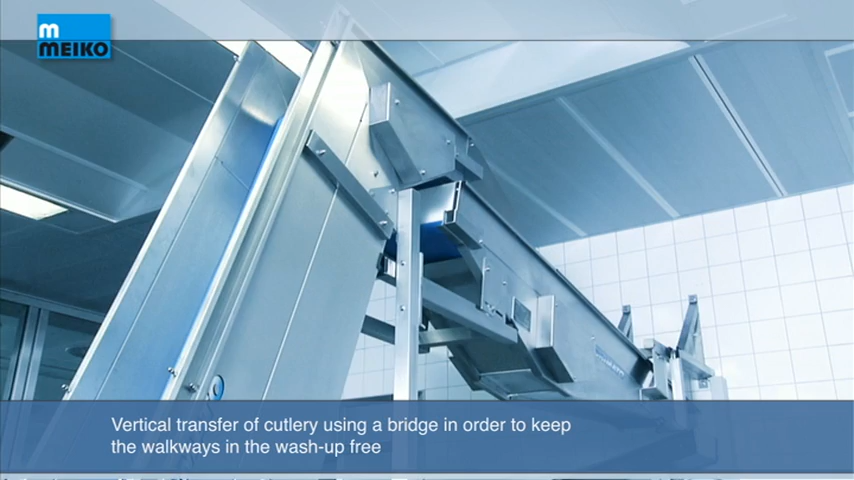 m
MEIKO
Vertical transfer of cutlery using a bridge in order to keep
the walkways in the wash-up free